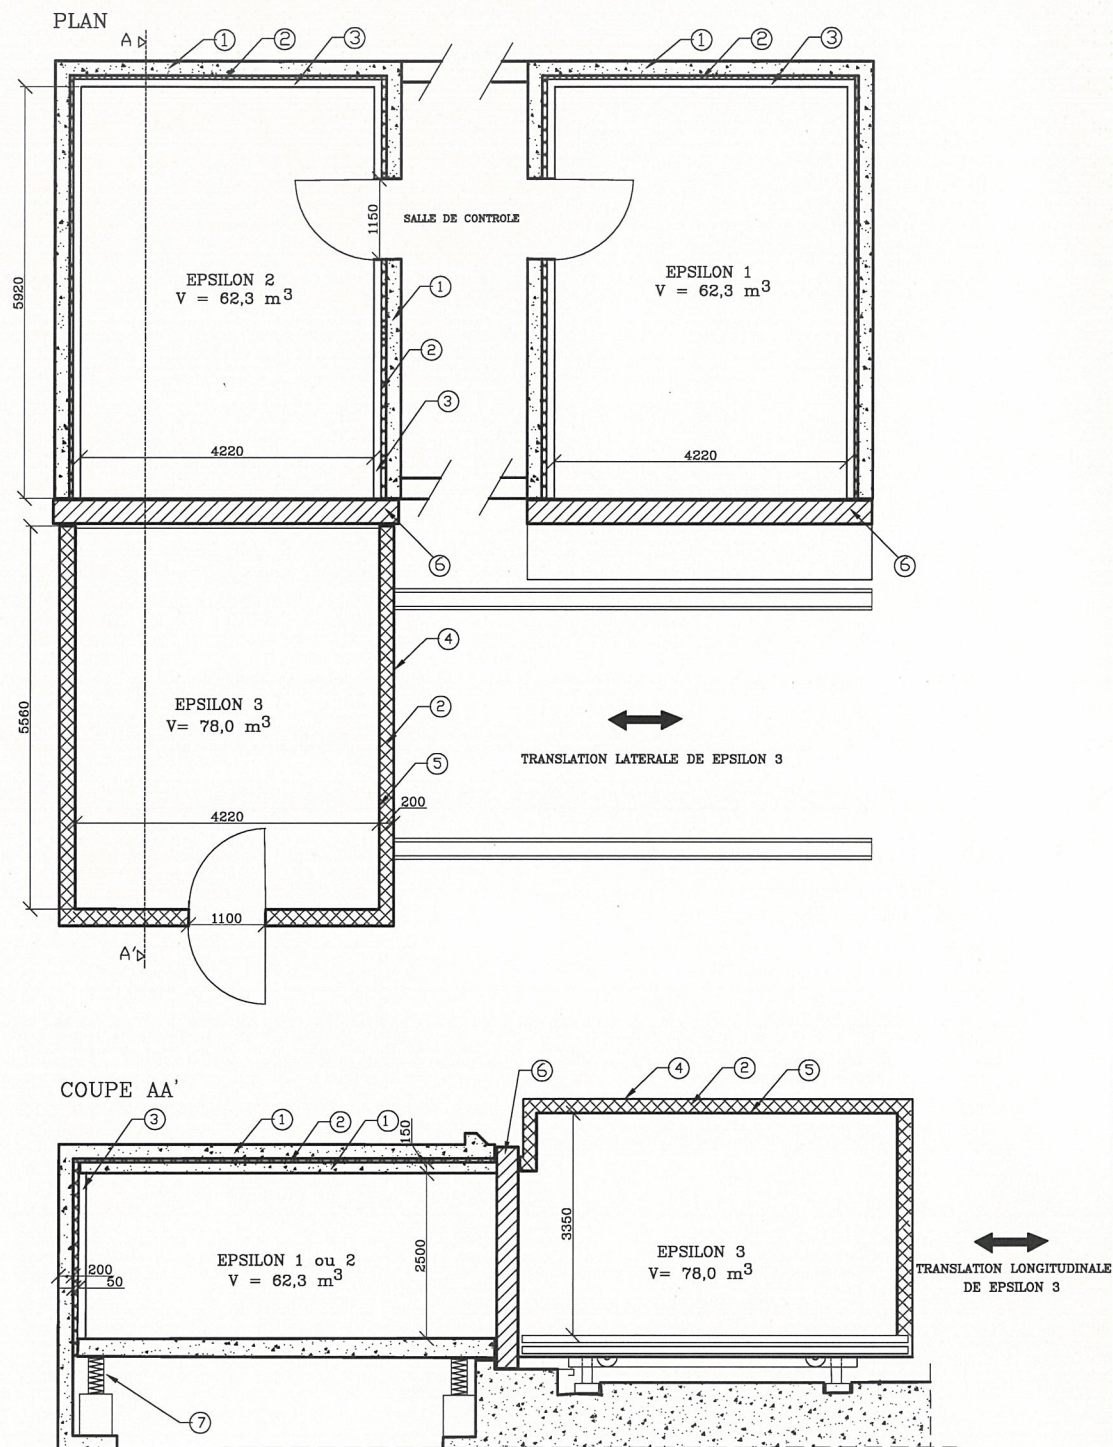 PLAN
A
1
2
3
1
2
3
5920
1150
SALLE DE CONTROLE
EPSILON 2
V = 62,3 m3
EPSILON 1
V = 62,3 m3
1
2
3
4220
4220
6
6
5560
4
EPSILON 3
V= 78,0 m3
2
5
TRANSLATION LATERALE DE EPSILON 3
200
4220
1100
A'
COUPE AA'
3
1
2
1
150
6
4
2
5
200
50
EPSILON 1 ou 2
V = 62,3 m3
2500
3350
EPSILON 3
V= 78,0 m3
TRANSLATION LONGITUDINALE
DE EPSILON 3
7